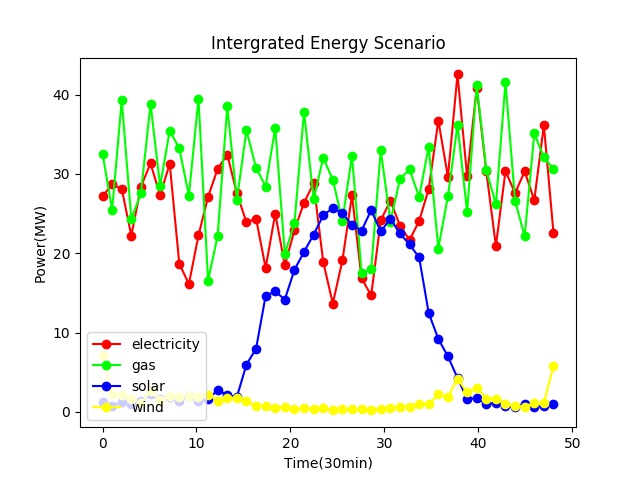 Intergrated Energy Scenario
Power(MW)
40
30
20
10
0
electricity
gas
solar
wind
0 10 20 30 40 50
Time(30min)